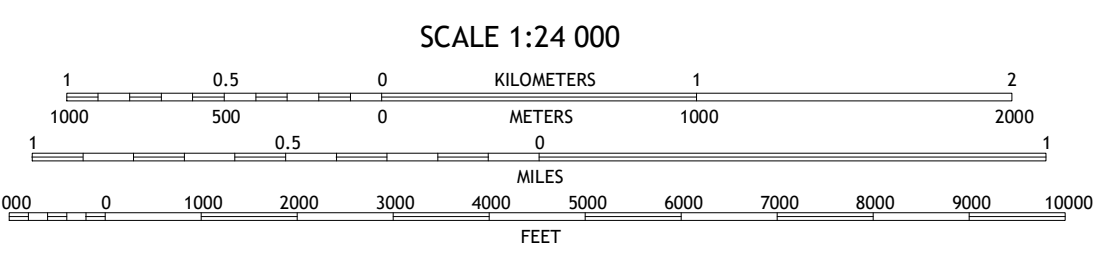 SCALE 1:24 000
1 0.5 0 KILOMETERS 1 2
1000 500 0 METERS 1000 2000
1 0.5 0 1
MILES
000 0 1000 2000 3000 4000 5000 6000 7000 8000 9000 10000
FEET